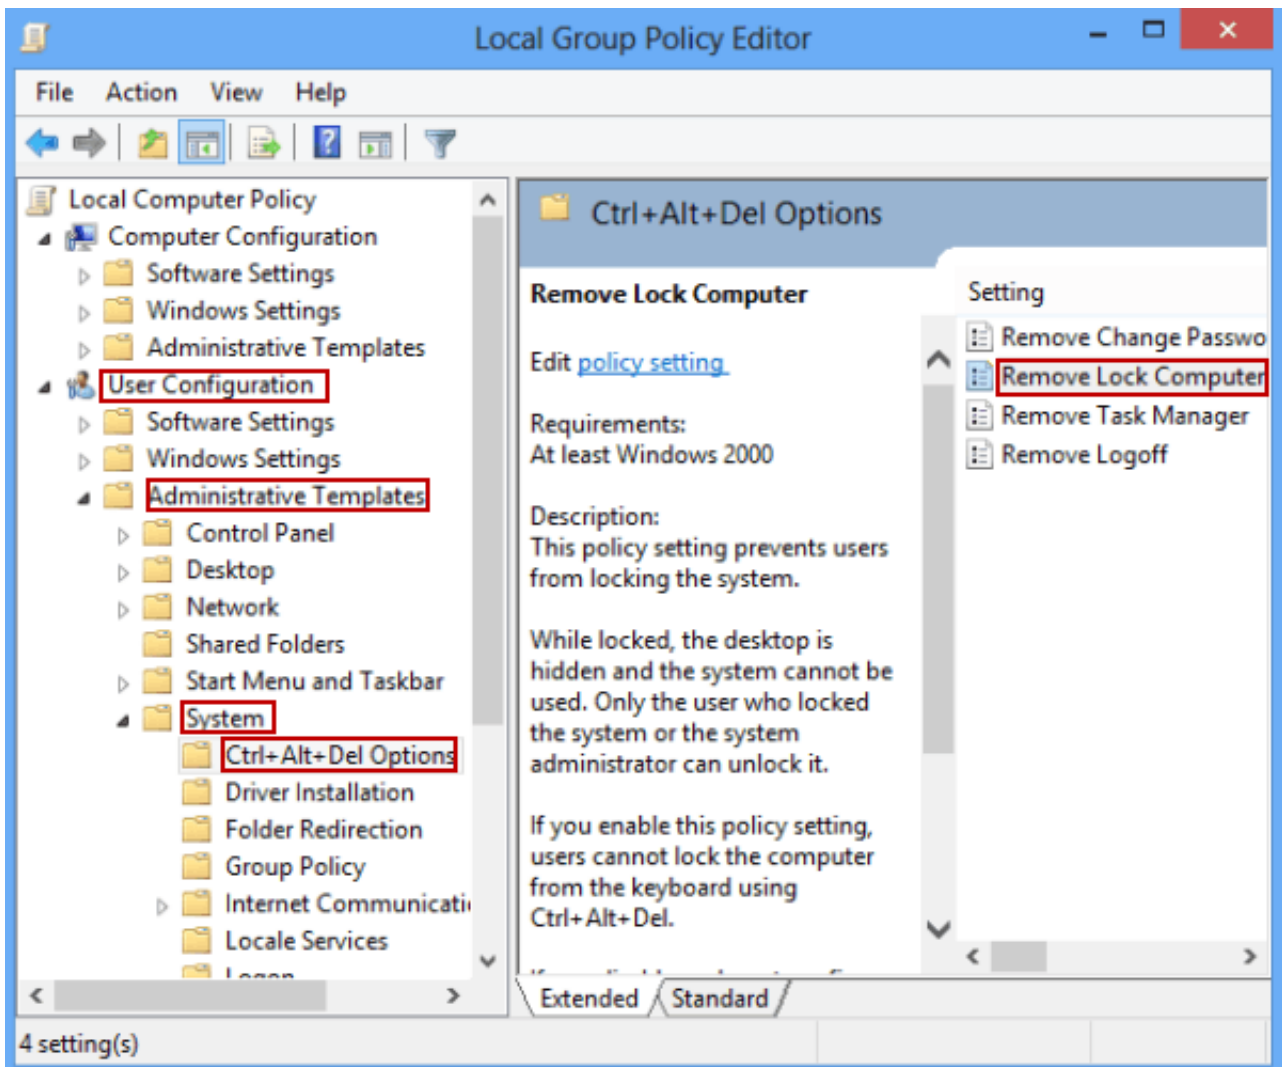 Local Group Policy Editor
File Action View Help
Local Computer Policy
Computer Configuration
Software Settings
Windows Settings
Administrative Templates
User Configuration
Software Settings
Windows Settings
Administrative Templates
Control Panel
Desktop
Network
Shared Folders
Start Menu and Taskbar
System
Ctrl+Alt+Del Options
Driver Installation
Folder Redirection
Group Policy
Internet Communicati
Locale Services
Logon
Ctrl+Alt+Del Options
Remove Lock Computer
Edit policy setting
Requirements:
At least Windows 2000
Description:
This policy setting prevents users
from locking the system.
While locked, the desktop is
hidden and the system cannot be
used. Only the user who locked
the system or the system
administrator can unlock it.
If you enable this policy setting,
users cannot lock the computer
from the keyboard using
Ctrl+Alt+Del.
Setting
Remove Change Passwo
Remove Lock Computer
Remove Task Manager
Remove Logoff
Extended Standard
4 setting(s)